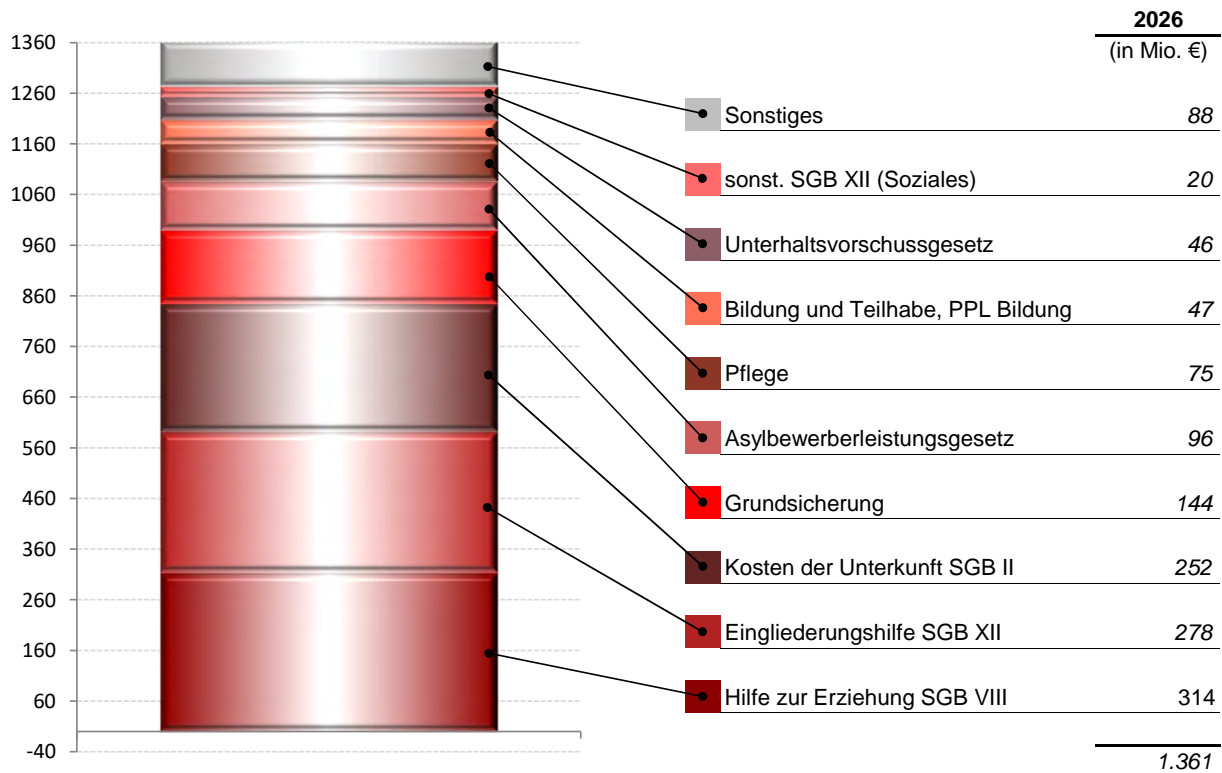 2026
(in Mio. €)
1360
1260
1160
1060
960
860
760
660
560
460
360
260
160
60
-40
Sonstiges 88
sonst. SGB XII (Soziales) 20
Unterhaltsvorschussgesetz 46
Bildung und Teilhabe, PPL Bildung 47
Pflege 75
Asylbewerberleistungsgesetz 96
Grundsicherung 144
Kosten der Unterkunft SGB II 252
Eingliederungshilfe SGB XII 278
Hilfe zur Erziehung SGB VIII 314
1.361